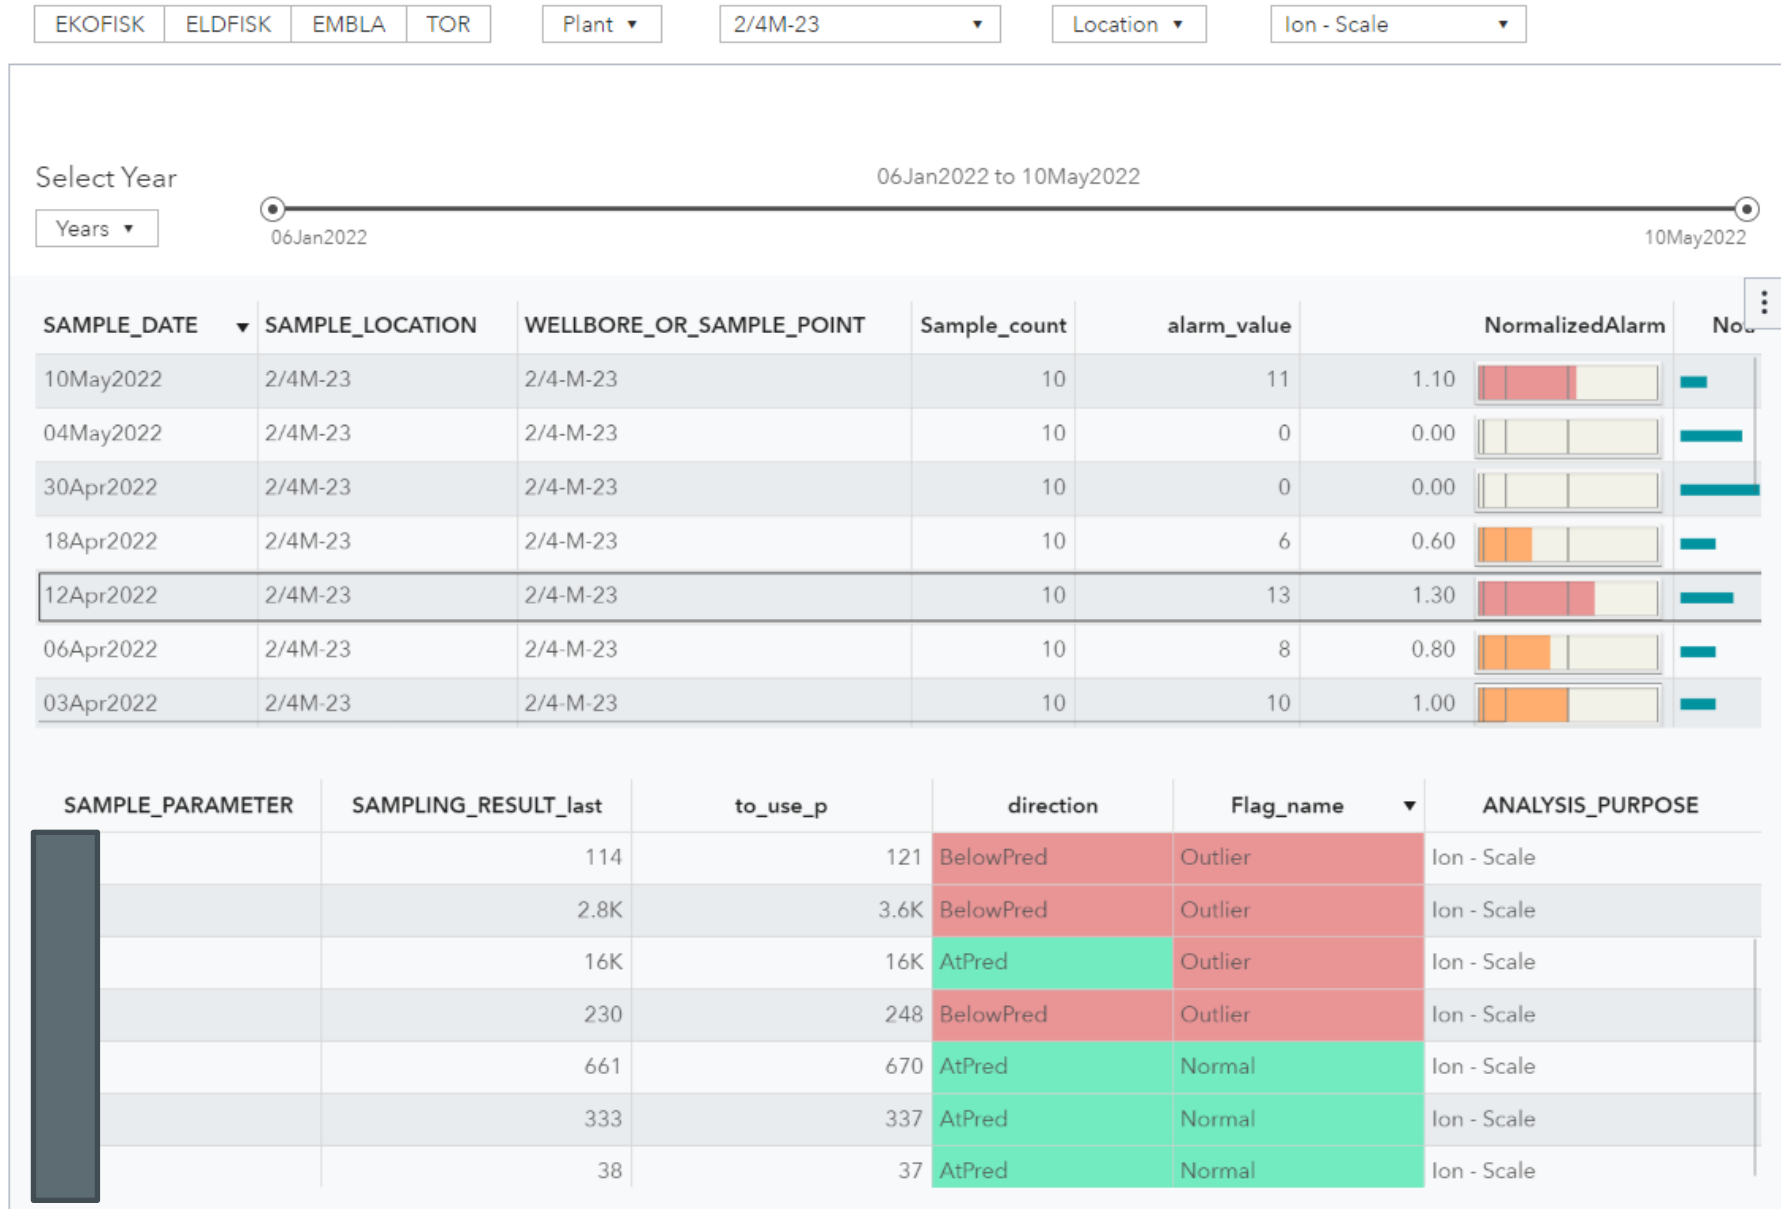 EKOFISK ELDFISK EMBLA TOR Plant ▼ 2/4M-23 ▼ Location ▼ Ion - Scale ▼
06Jan2022 to 10May2022
Select Year
Years ▼
06Jan2022 10May2022
SAMPLE_DATE ▼ SAMPLE_LOCATION WELLBORE_OR_SAMPLE_POINT Sample_count alarm_value NormalizedAlarm
10May2022 2/4M-23 2/4-M-23 10 11 1.10
04May2022 2/4M-23 2/4-M-23 10 0 0.00
30Apr2022 2/4M-23 2/4-M-23 10 0 0.00
18Apr2022 2/4M-23 2/4-M-23 10 6 0.60
12Apr2022 2/4M-23 2/4-M-23 10 13 1.30
06Apr2022 2/4M-23 2/4-M-23 10 8 0.80
03Apr2022 2/4M-23 2/4-M-23 10 10 1.00
SAMPLE_PARAMETER SAMPLING_RESULT_last to_use_p direction Flag_name ▼ ANALYSIS_PURPOSE
114 121 BelowPred Outlier Ion - Scale
2.8K 3.6K BelowPred Outlier Ion - Scale
16K 16K AtPred Outlier Ion - Scale
230 248 BelowPred Outlier Ion - Scale
661 670 AtPred Normal Ion - Scale
333 337 AtPred Normal Ion - Scale
38 37 AtPred Normal Ion - Scale